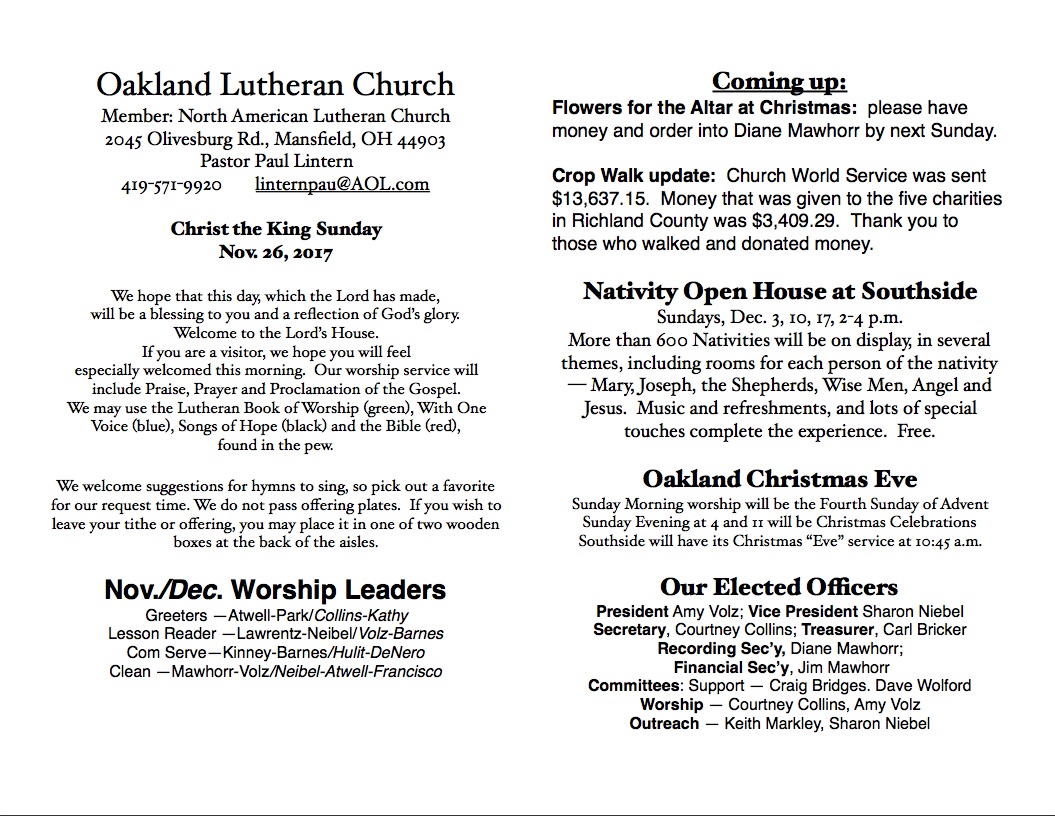 Oakland Lutheran Church
Member: North American Lutheran Church
2045 Olivesburg Rd., Mansfield, OH 44903
Pastor Paul Lintern
419-571-9920 linternpau@AOL.com
Christ the King Sunday
Nov. 26, 2017
We hope that this day, which the Lord has made,
will be a blessing to you and a reflection of God's glory.
Welcome to the Lord's House.
If you are a visitor, we hope you will feel
especially welcomed this morning. Our worship service will
include Praise, Prayer and Proclamation of the Gospel.
We may use the Lutheran Book of Worship (green), With One
Voice (blue), Songs of Hope (black) and the Bible (red),
found in the pew.
We welcome suggestions for hymns to sing, so pick out a favorite
for our request time. We do not pass offering plates. If you wish to
leave your tithe or offering, you may place it in one of two wooden
boxes at the back of the aisles.
Nov./Dec. Worship Leaders
Greeters —Atwell-Park/Collins-Kathy
Lesson Reader —Lawrentz-Neibel/Volz-Barnes
Com Serve—Kinney-Barnes/Hulit-DeNero
Clean —Mawhorr-Volz/Neibel-Atwell-Francisco
Coming up:
Flowers for the Altar at Christmas: please have
money and order into Diane Mawhorr by next Sunday.
Crop Walk update: Church World Service was sent
$13,637.15. Money that was given to the five charities
in Richland County was $3,409.29. Thank you to
those who walked and donated money.
Nativity Open House at Southside
Sundays, Dec. 3, 10, 17, 2-4 p.m.
More than 600 Nativities will be on display, in several
themes, including rooms for each person of the nativity
— Mary, Joseph, the Shepherds, Wise Men, Angel and
Jesus. Music and refreshments, and lots of special
touches complete the experience. Free.
Oakland Christmas Eve
Sunday Morning worship will be the Fourth Sunday of Advent
Sunday Evening at 4 and 11 will be Christmas Celebrations
Southside will have its Christmas "Eve" service at 10:45 a.m.
Our Elected Officers
President Amy Volz; Vice President Sharon Niebel
Secretary, Courtney Collins; Treasurer, Carl Bricker
Recording Sec'y, Diane Mawhorr;
Financial Sec'y, Jim Mawhorr
Committees: Support — Craig Bridges. Dave Wolford
Worship — Courtney Collins, Amy Volz
Outreach — Keith Markley, Sharon Niebel